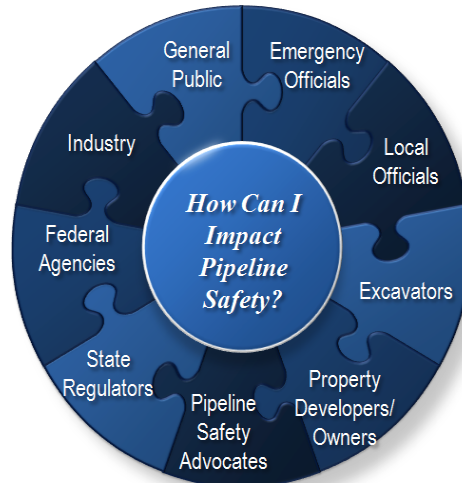 How Can I
Impact
Pipeline
Safety?
General
Public
Emergency
Officials
Local
Officials
Excavators
Property
Developers/
Owners
Pipeline
Safety
Advocates
State
Regulators
Federal
Agencies
Industry